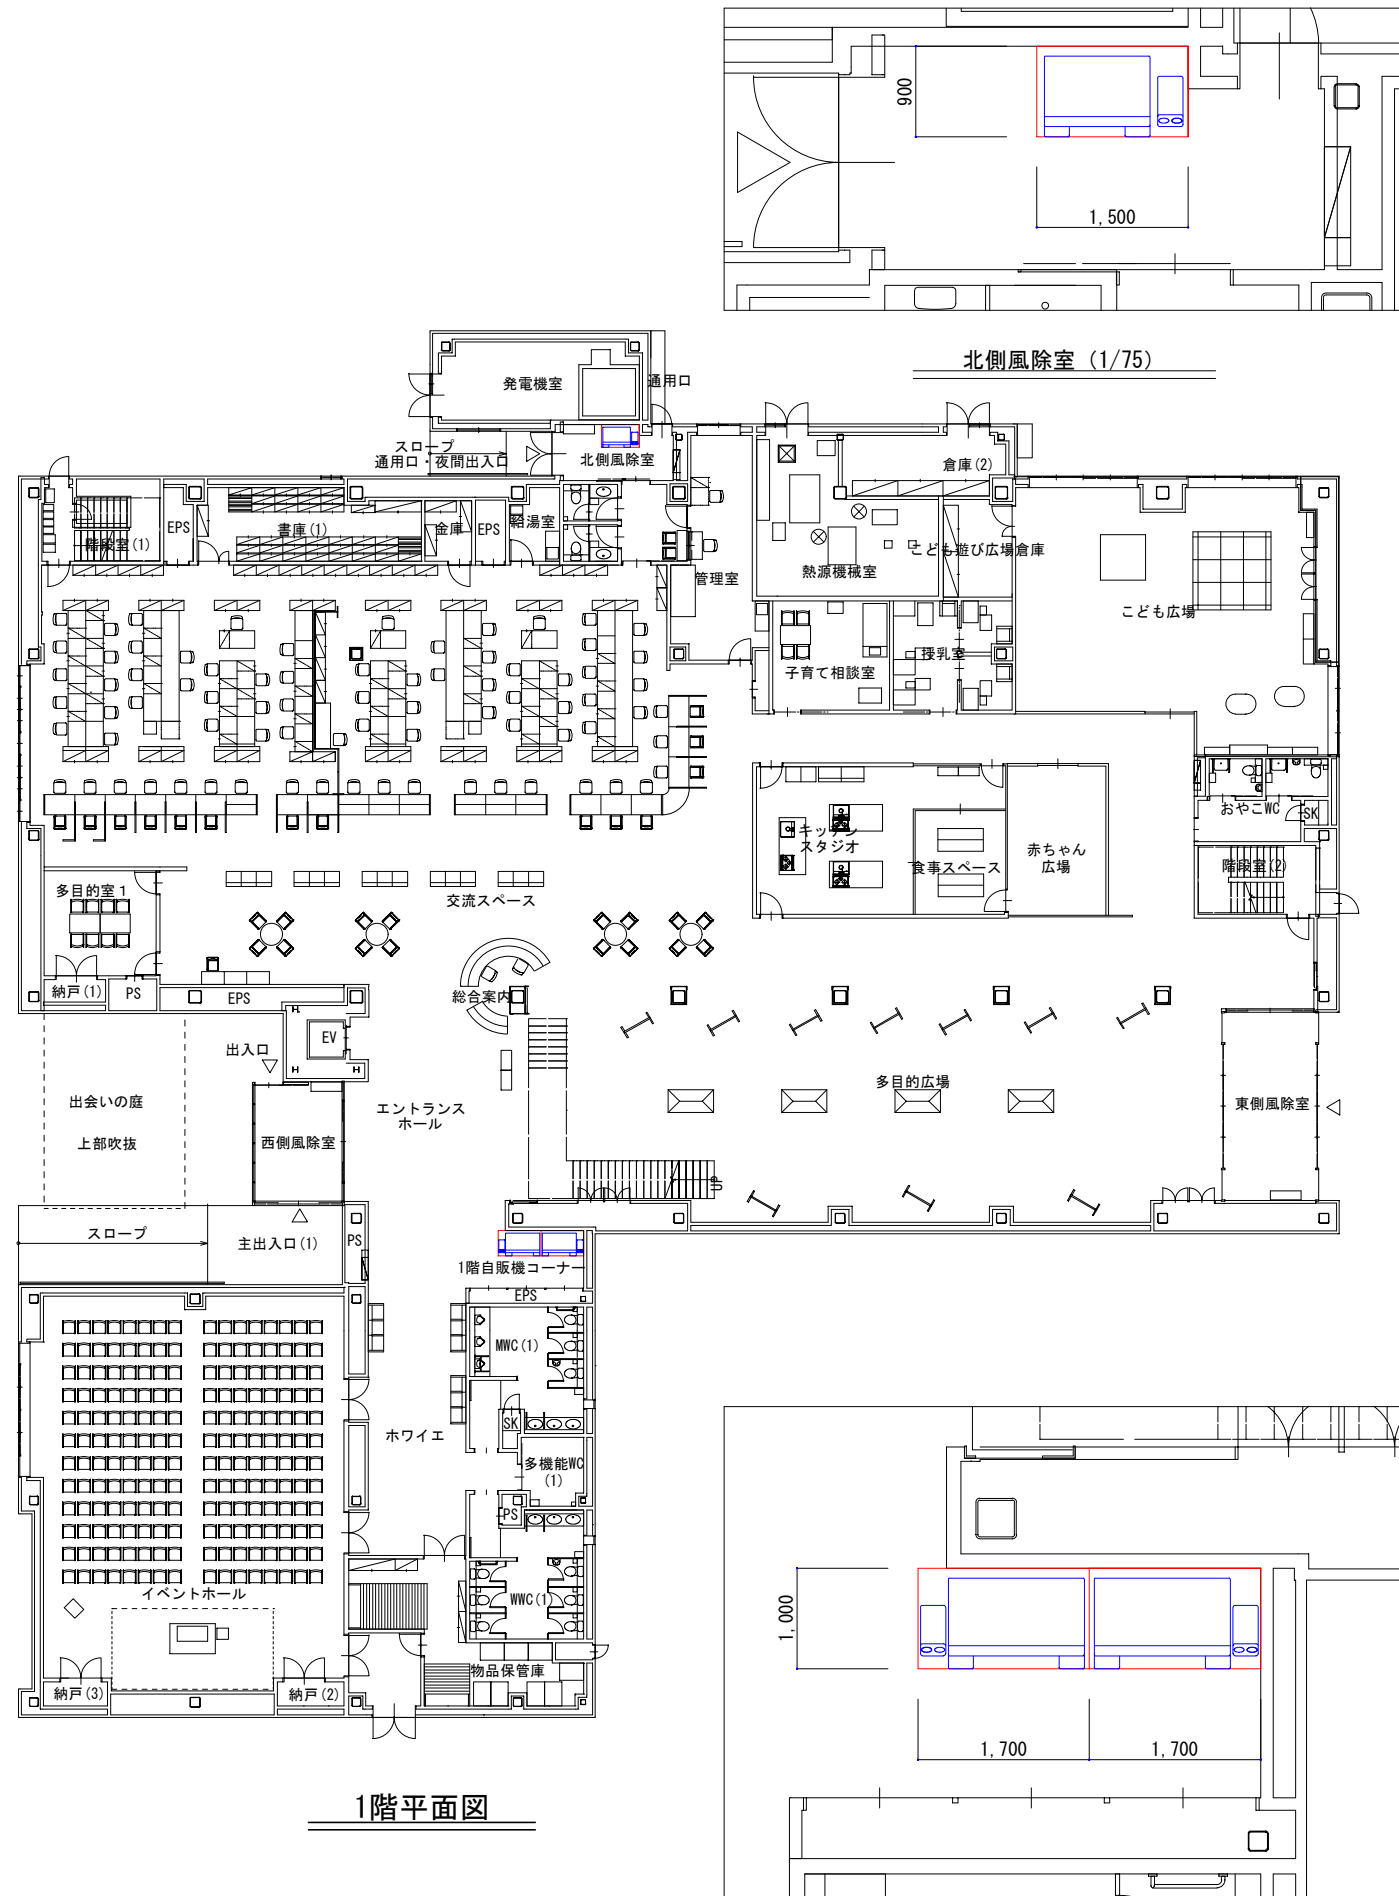 900
1,500
北側風除室 (1/75)
発電機室
通用口
スロープ
通用口・夜間出入口
北側風除室
倉庫(2)
階段室(1)
EPS
書庫(1)
金庫
EPS
給湯室
管理室
熱源機械室
こども遊び広場倉庫
こども広場
子育て相談室
授乳室
おやこWC
SK
キッチン
スタジオ
食事スペース
赤ちゃん
広場
階段室(2)
多目的室1
交流スペース
納戸(1)
PS
EPS
総合案内
EV
出入口
出会いの庭
上部吹抜
西側風除室
エントランス
ホール
多目的広場
東側風除室
UP
スロープ
主出入口(1)
PS
1階自販機コーナー
EPS
MWC(1)
SK
ホワイエ
多機能WC
(1)
PS
WWC(1)
イベントホール
物品保管庫
納戸(3)
納戸(2)
1,000
1,700
1,700
1階平面図